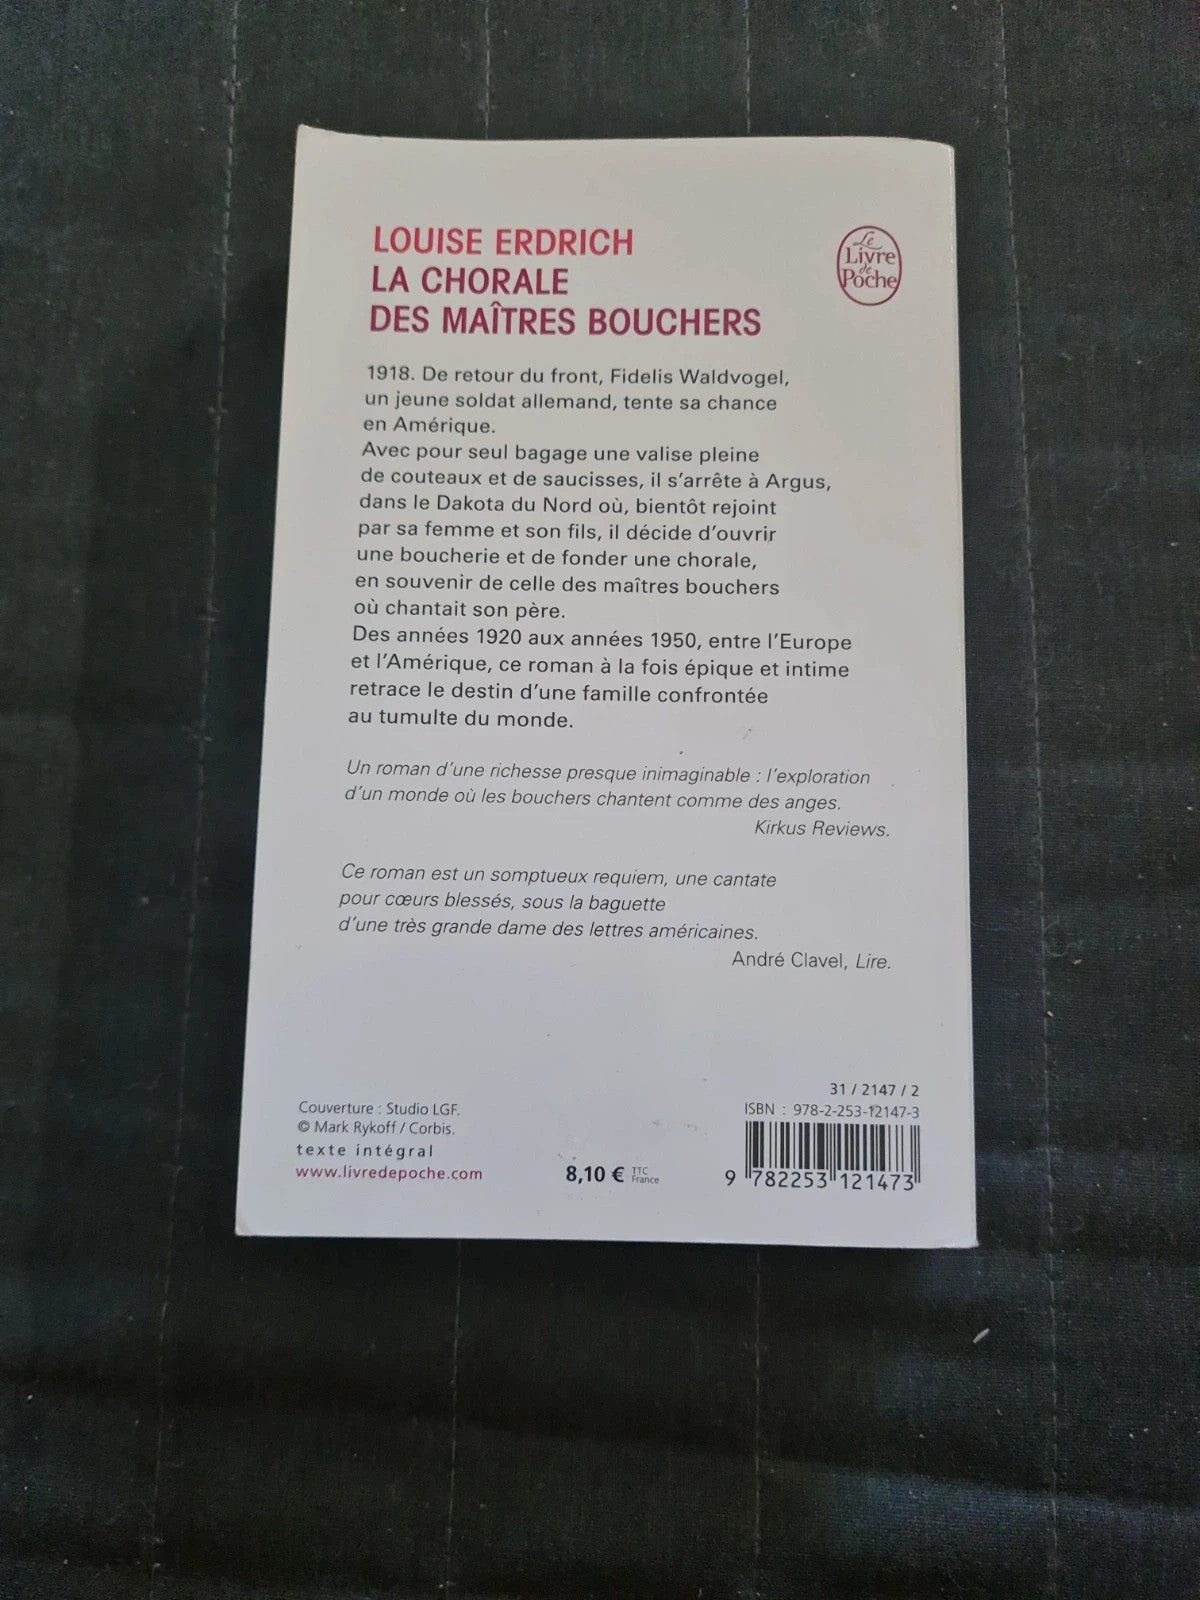 LOUISE ERDRICH
LA CHORALE
DES MAÎTRES BOUCHERS
Le
Livre
de
Poche
1918. De retour du front, Fidelis Waldvogel,
un jeune soldat allemand, tente sa chance
en Amérique.
Avec pour seul bagage une valise pleine
de couteaux et de saucisses, il s’arrête à Argus,
dans le Dakota du Nord où, bientôt rejoint
par sa femme et son fils, il décide d’ouvrir
une boucherie et de fonder une chorale,
en souvenir de celle des maîtres bouchers
où chantait son père.
Des années 1920 aux années 1950, entre l’Europe
et l’Amérique, ce roman à la fois épique et intime
retrace le destin d’une famille confrontée
au tumulte du monde.
Un roman d’une richesse presque inimaginable : l’exploration
d’un monde où les bouchers chantent comme des anges.
Kirkus Reviews.
Ce roman est un somptueux requiem, une cantate
pour cœurs blessés, sous la baguette
d’une très grande dame des lettres américaines.
André Clavel, Lire.
Couverture : Studio LGF.
© Mark Rykoff / Corbis.
texte intégral
www.livredepoche.com
8,10 € TTC
France
31 / 2147 / 2
ISBN : 978-2-253-12147-3
9 782253 121473